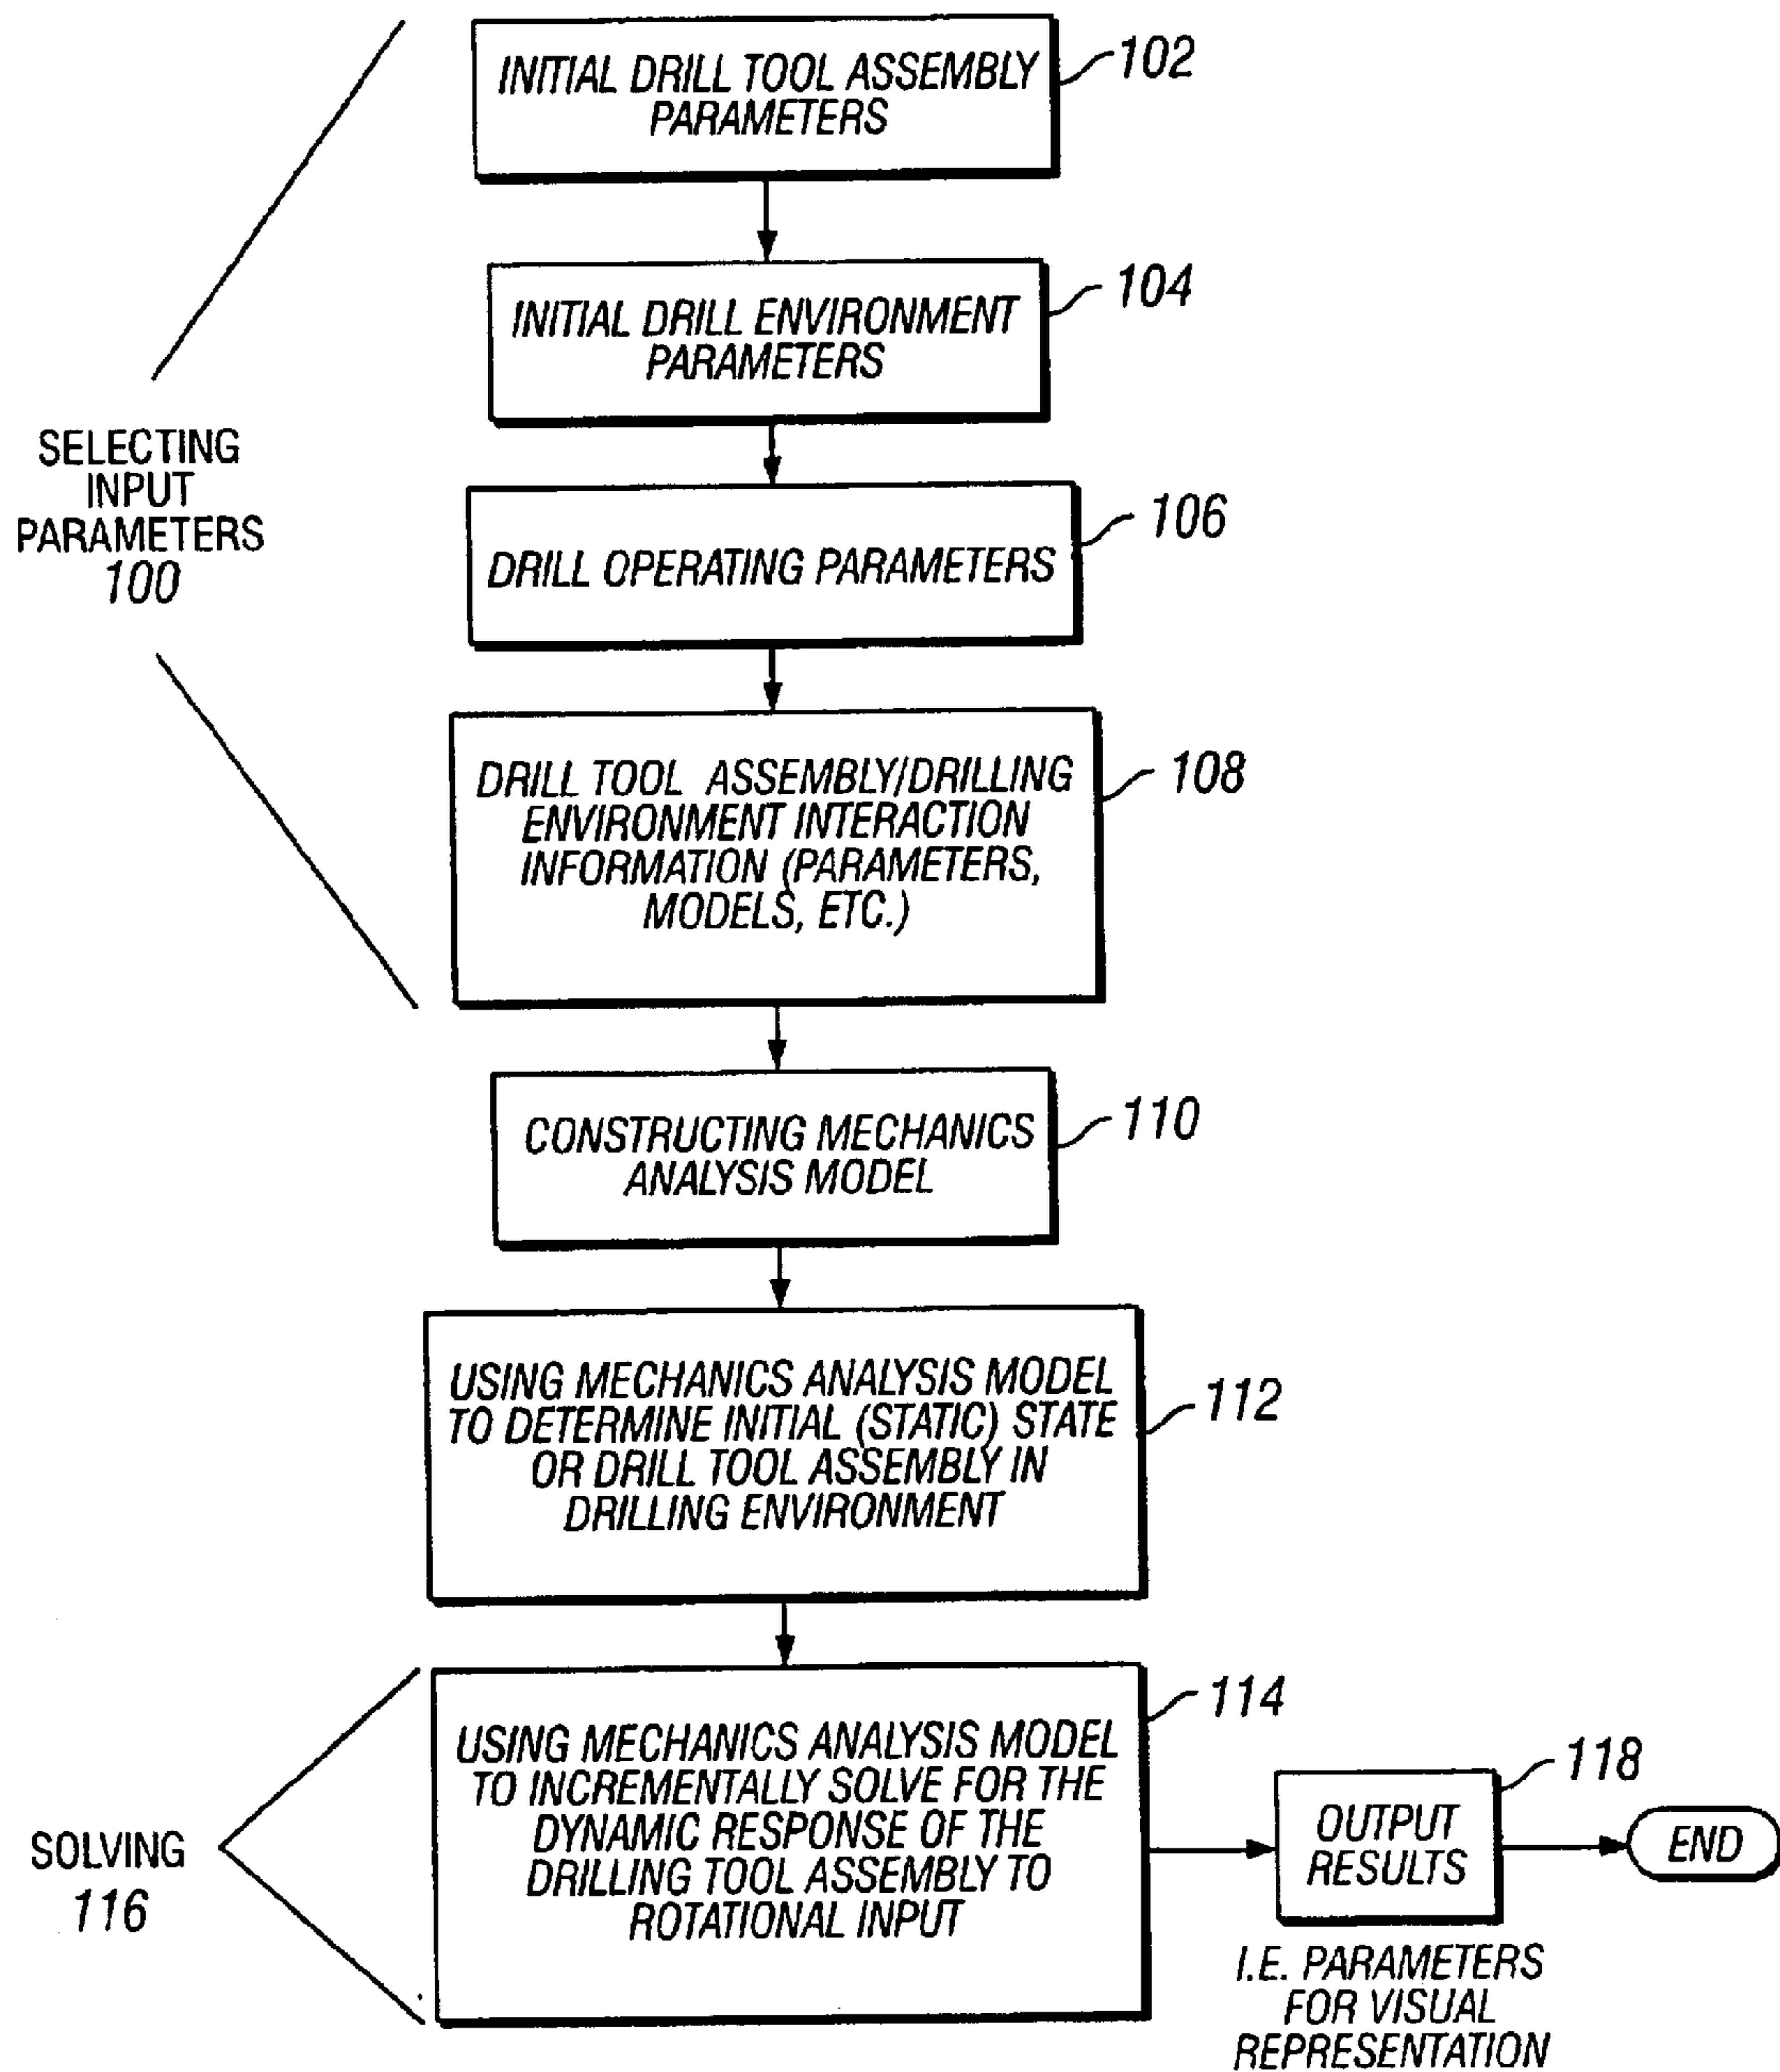 INITIAL DRILL TOOL ASSEMBLY
PARAMETERS
102
INITIAL DRILL ENVIRONMENT
PARAMETERS
104
SELECTING
INPUT
PARAMETERS
100
DRILL OPERATING PARAMETERS
106
DRILL TOOL ASSEMBLY/DRILLING
ENVIRONMENT INTERACTION
INFORMATION (PARAMETERS,
MODELS, ETC.)
108
CONSTRUCTING MECHANICS
ANALYSIS MODEL
110
USING MECHANICS ANALYSIS MODEL
TO DETERMINE INITIAL (STATIC) STATE
OR DRILL TOOL ASSEMBLY IN
DRILLING ENVIRONMENT
112
SOLVING
116
USING MECHANICS ANALYSIS MODEL
TO INCREMENTALLY SOLVE FOR THE
DYNAMIC RESPONSE OF THE
DRILLING TOOL ASSEMBLY TO
ROTATIONAL INPUT
114
OUTPUT
RESULTS
118
END
I.E. PARAMETERS
FOR VISUAL
REPRESENTATION